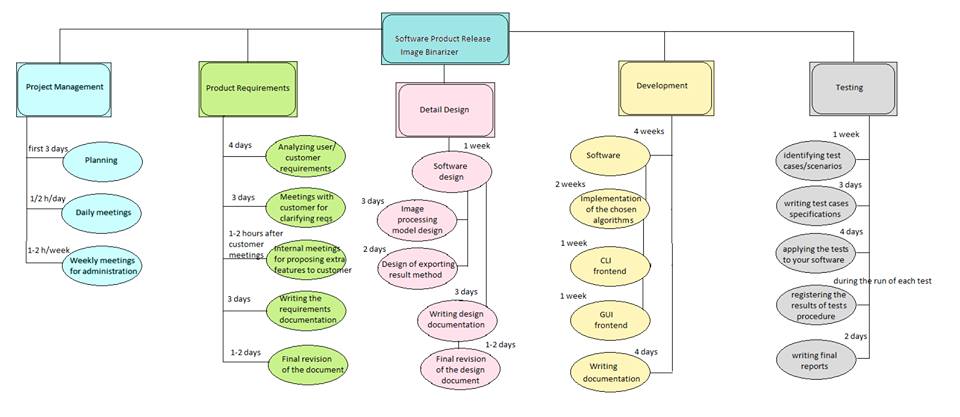 Software Product Release
Image Binarizer
Project Management
first 3 days
Planning
1/2 h/day
Daily meetings
1-2 h/week
Weekly meetings
for administration
Product Requirements
4 days
Analyzing user/
customer
requirements
3 days
Meetings with
customer for
clarifying reqs
1-2 hours after
customer
meetings
Internal meetings
for proposing extra
features to customer
3 days
Writing the
requirements
documentation
1-2 days
Final revision
of the document
Detail Design
1 week
Software
design
3 days
Image
processing
model design
2 days
Design of exporting
result method
3 days
Writing design
documentation
1-2 days
Final revision
of the design
document
Development
4 weeks
Software
2 weeks
Implementation
of the chosen
algorithms
1 week
CLI
frontend
1 week
GUI
frontend
4 days
Writing
documentation
Testing
1 week
identifying test
cases/scenarios
3 days
writing test cases
specifications
4 days
applying the tests
to your software
during the run of each test
registering the
results of tests
procedure
2 days
writing final
reports